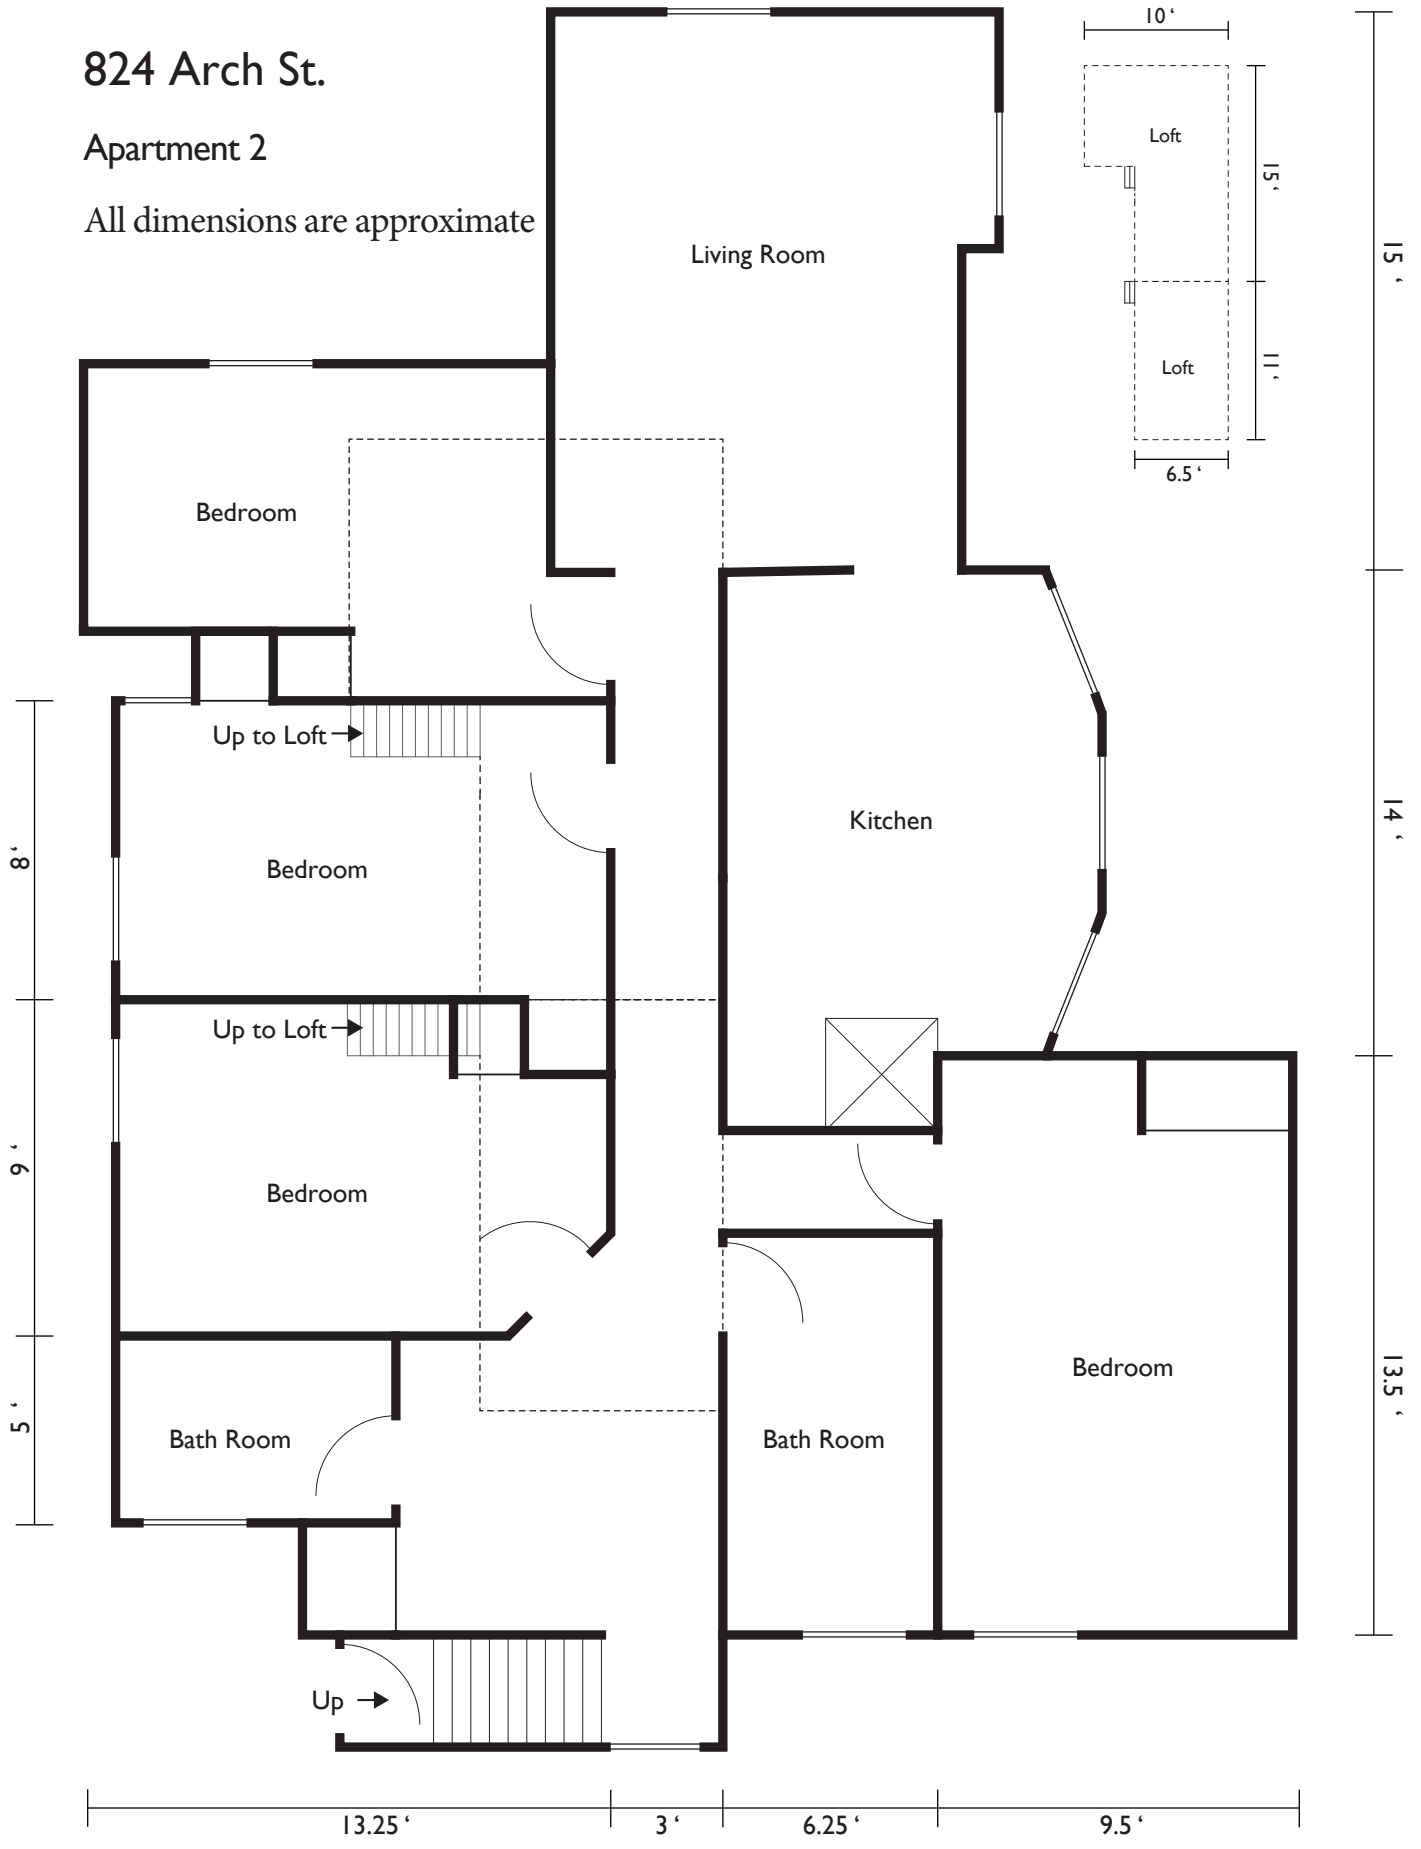 824 Arch St.
Apartment 2
All dimensions are approximate
10 ‘
Loft
15 ‘
Loft
11 ‘
6.5 ‘
Living Room
15 ‘
Bedroom
Up to Loft
Bedroom
8 ‘
Kitchen
14 ‘
Up to Loft
Bedroom
9 ‘
Bedroom
13.5 ‘
Bath Room
5 ‘
Bath Room
Up
13.25 ‘
3 ‘
6.25 ‘
9.5 ‘